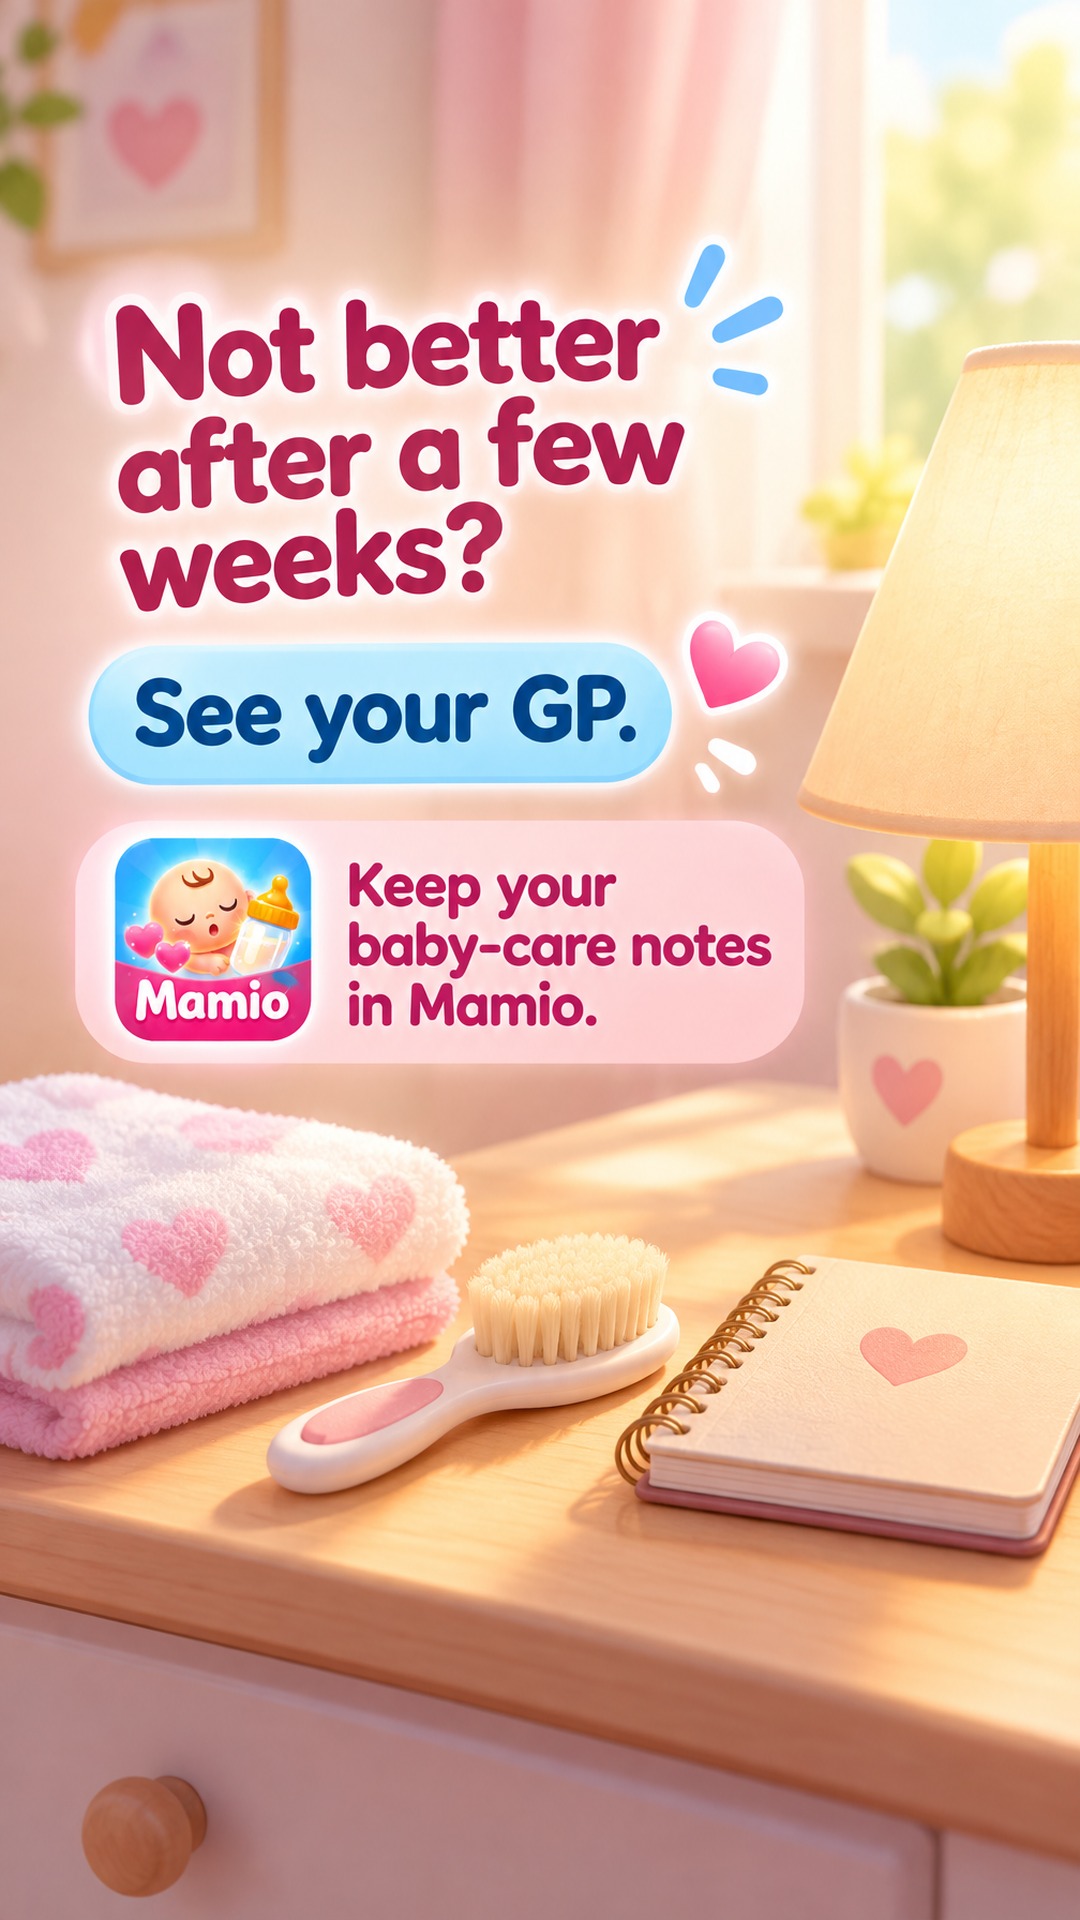 Not better
after a few
weeks?
See your GP.
Mamio
Keep your
baby-care notes
in Mamio.